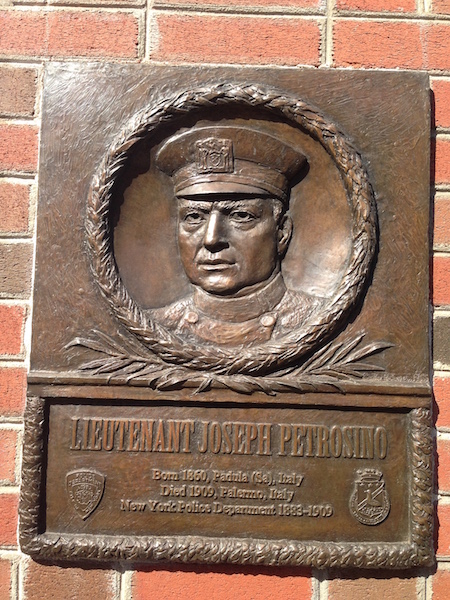 LIEUTENANT JOSEPH PETROSINO
Born 1860, Padula (Sa), Italy
Died 1909, Palermo, Italy
New York Police Department 1883-1909